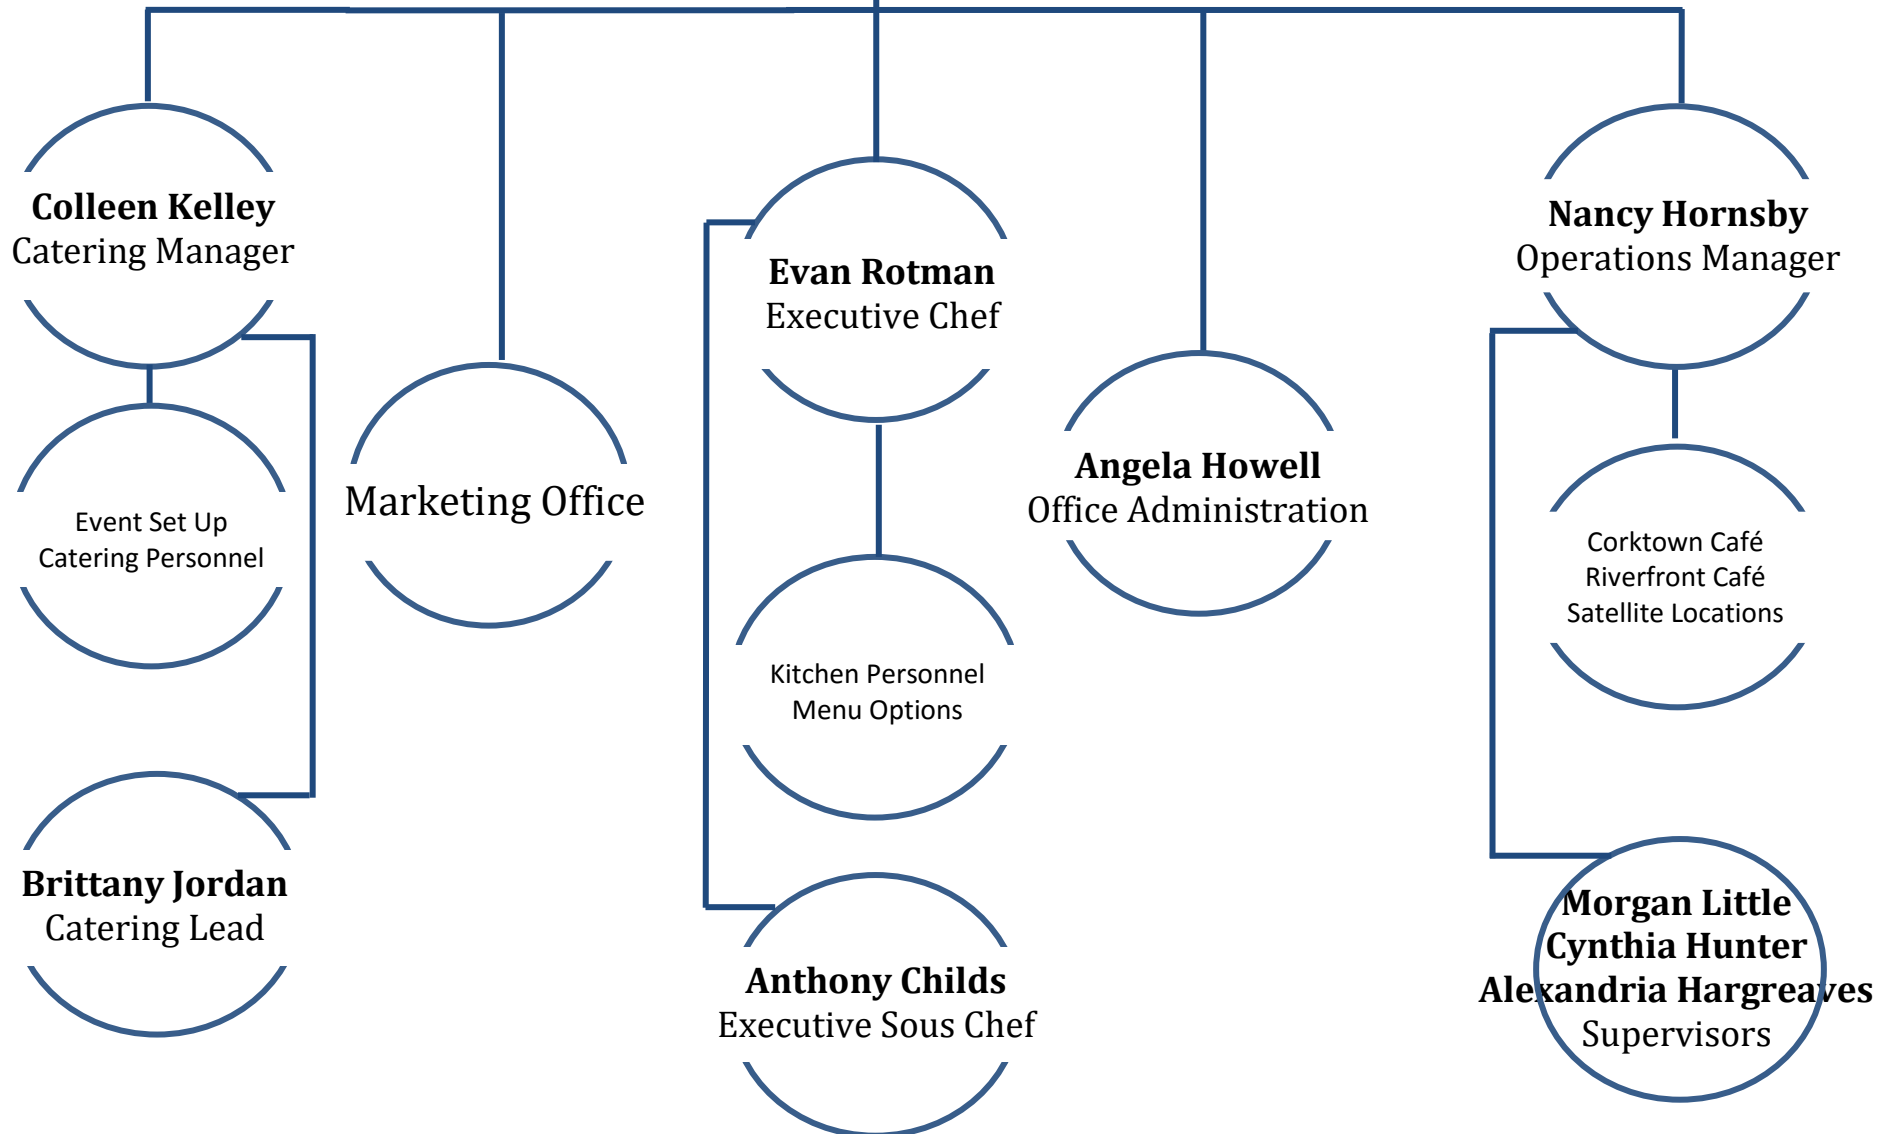 Colleen Kelley
Catering Manager
Event Set Up
Catering Personnel
Brittany Jordan
Catering Lead
Marketing Office
Evan Rotman
Executive Chef
Kitchen Personnel
Menu Options
Anthony Childs
Executive Sous Chef
Angela Howell
Office Administration
Nancy Hornsby
Operations Manager
Corktown Café
Riverfront Café
Satellite Locations
Morgan Little
Cynthia Hunter
Alexandria Hargreaves
Supervisors